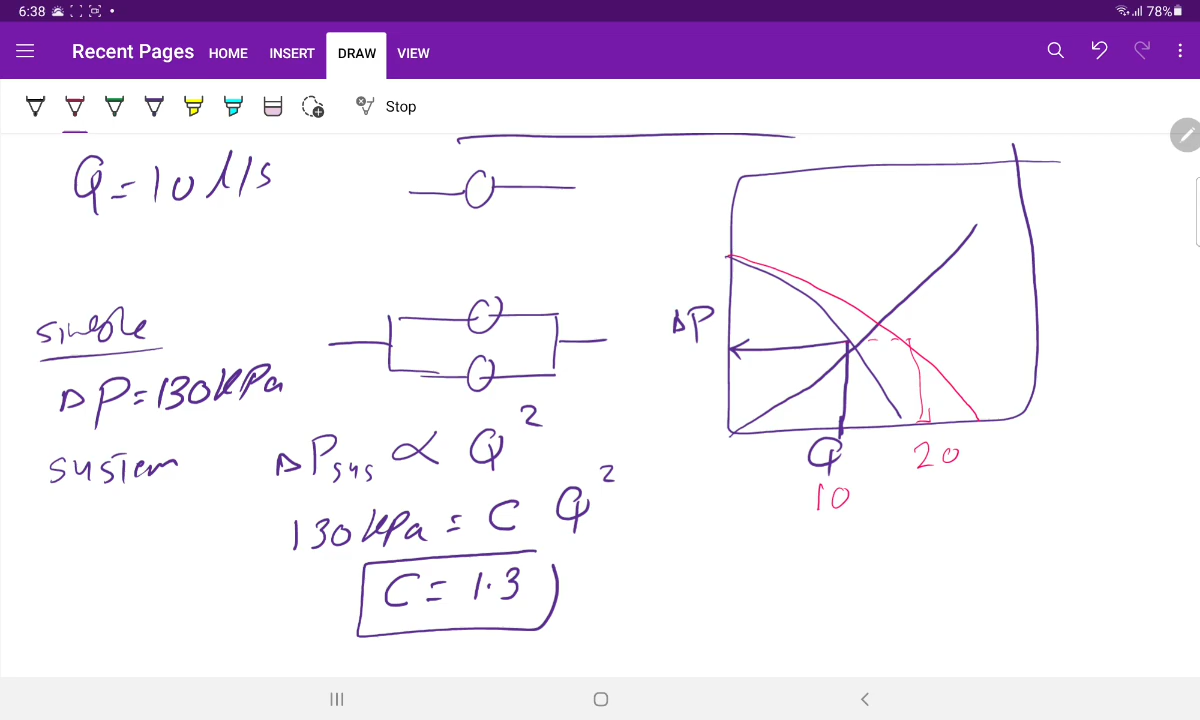 6:38
78%
Recent Pages HOME INSERT DRAW VIEW
Stop
Q = 10 l/s
single
ΔP = 130 kPa
system
ΔPsys ∝ Q²
130 kPa = C Q²
C = 1.3
ΔP
Q
10
20